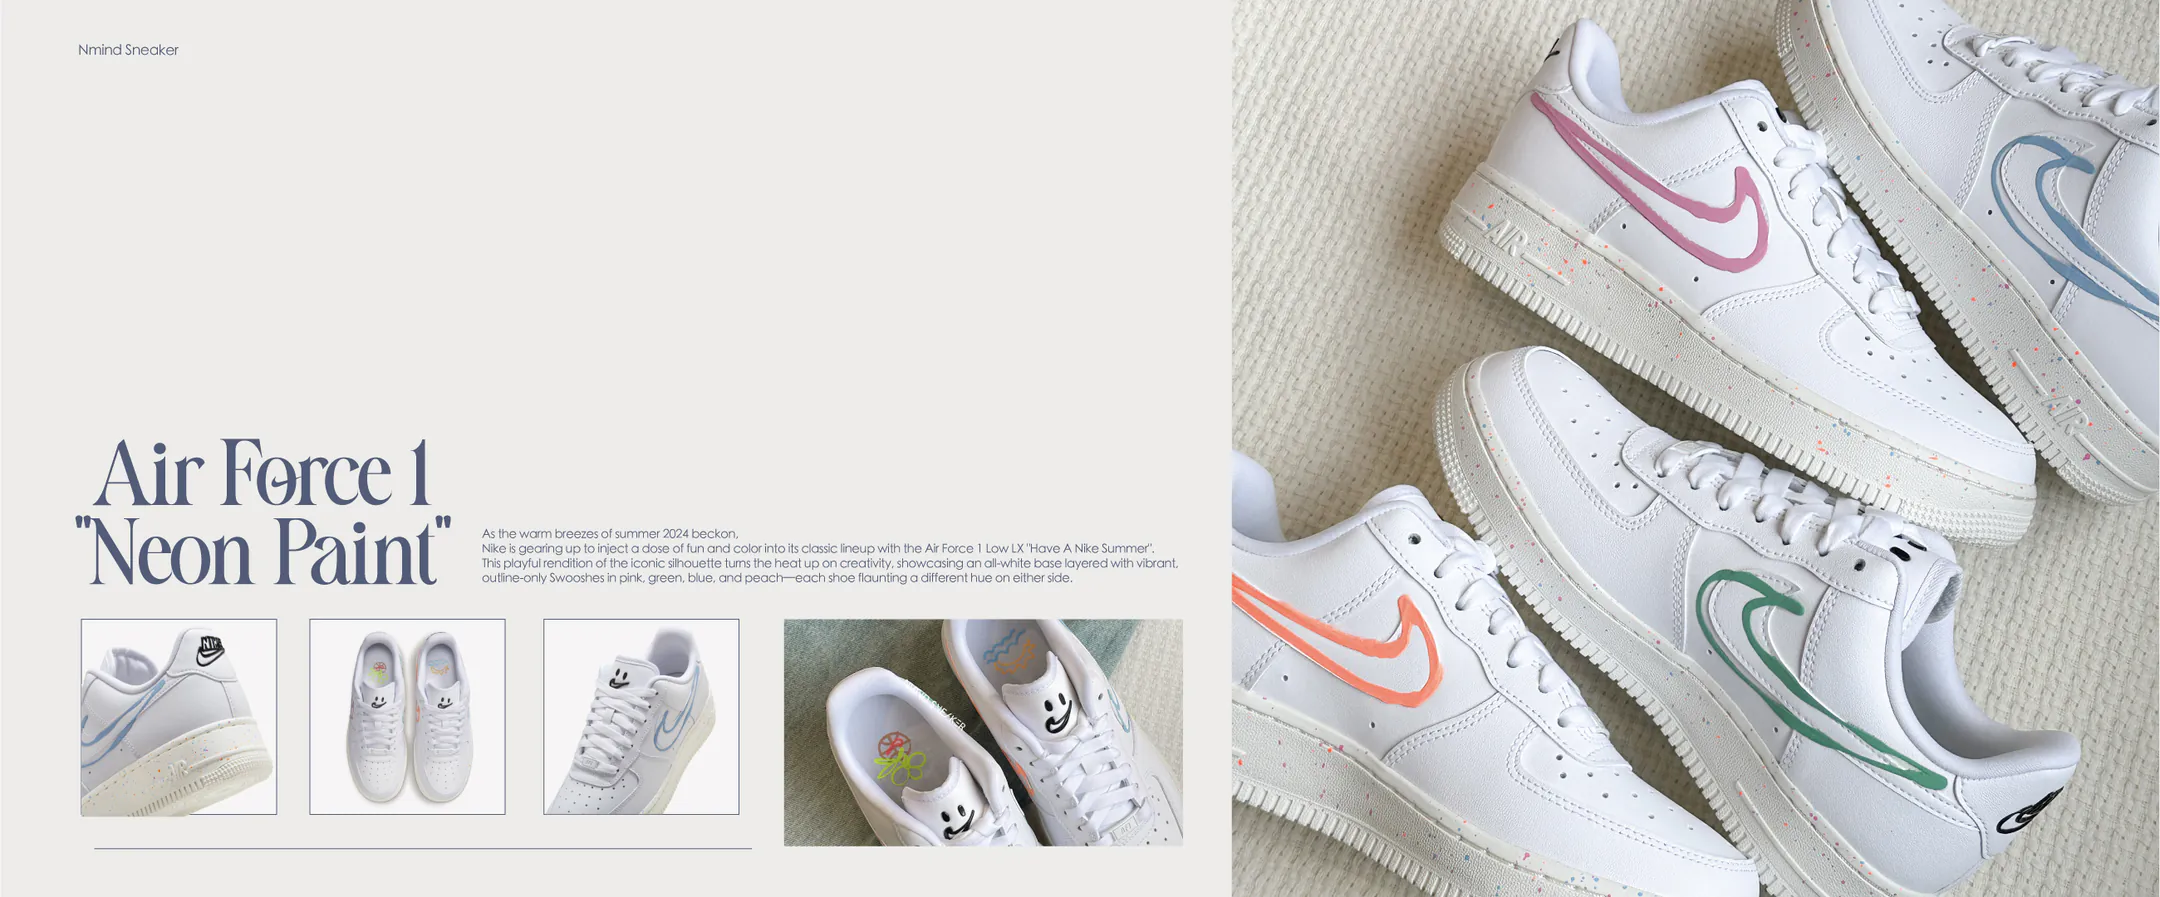 Nmind Sneaker
Air Force 1
"Neon Paint"
As the warm breezes of summer 2024 beckon,
Nike is gearing up to inject a dose of fun and color into its classic lineup with the Air Force 1 Low LX "Have A Nike Summer".
This playful rendition of the iconic silhouette turns the heat up on creativity, showcasing an all-white base layered with vibrant,
outline-only Swooshes in pink, green, blue, and peach—each shoe flaunting a different hue on either side.
AIR
AIR
AIR